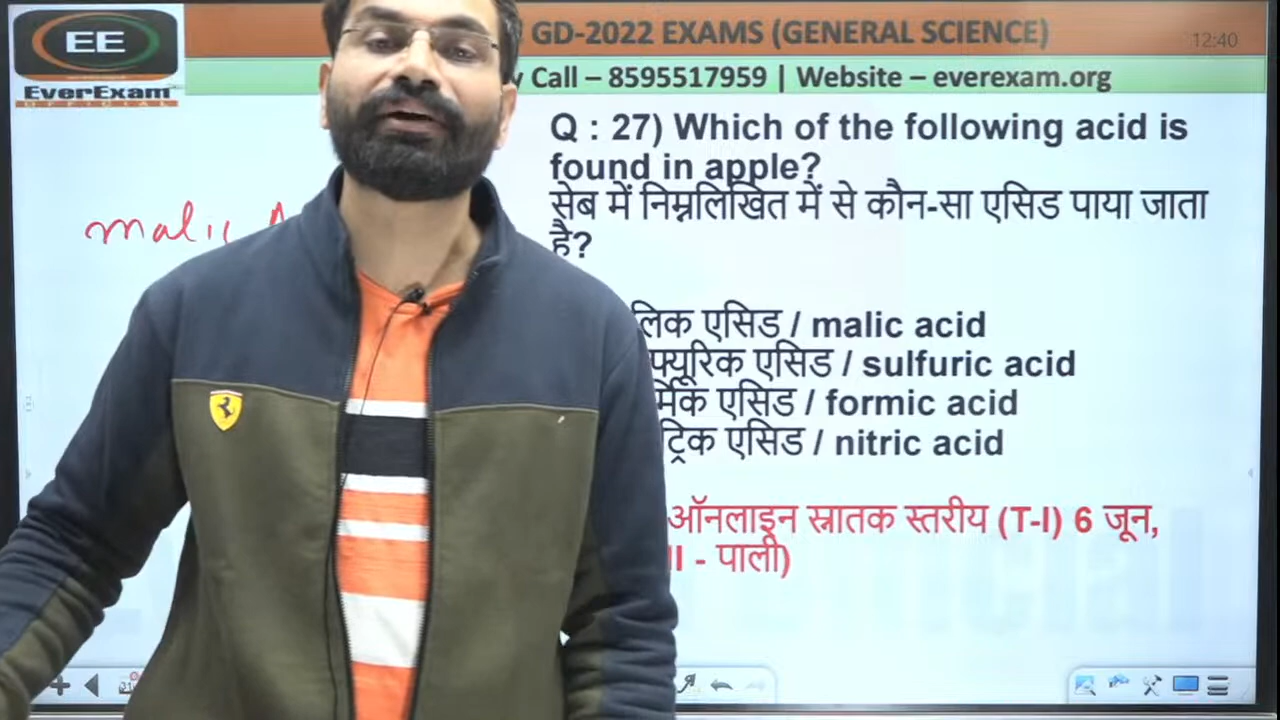 EE
EverExam
OFFICIAL
GD-2022 EXAMS (GENERAL SCIENCE)
12:40
Call – 8595517959 | Website – everexam.org
Q : 27) Which of the following acid is
found in apple?
सेब में निम्नलिखित में से कौन-सा एसिड पाया जाता
है?
malic
एसिड / malic acid
एसिड / sulfuric acid
एसिड / formic acid
एसिड / nitric acid
ऑनलाइन स्नातक स्तरीय (T-I) 6 जून,
II - पाली)